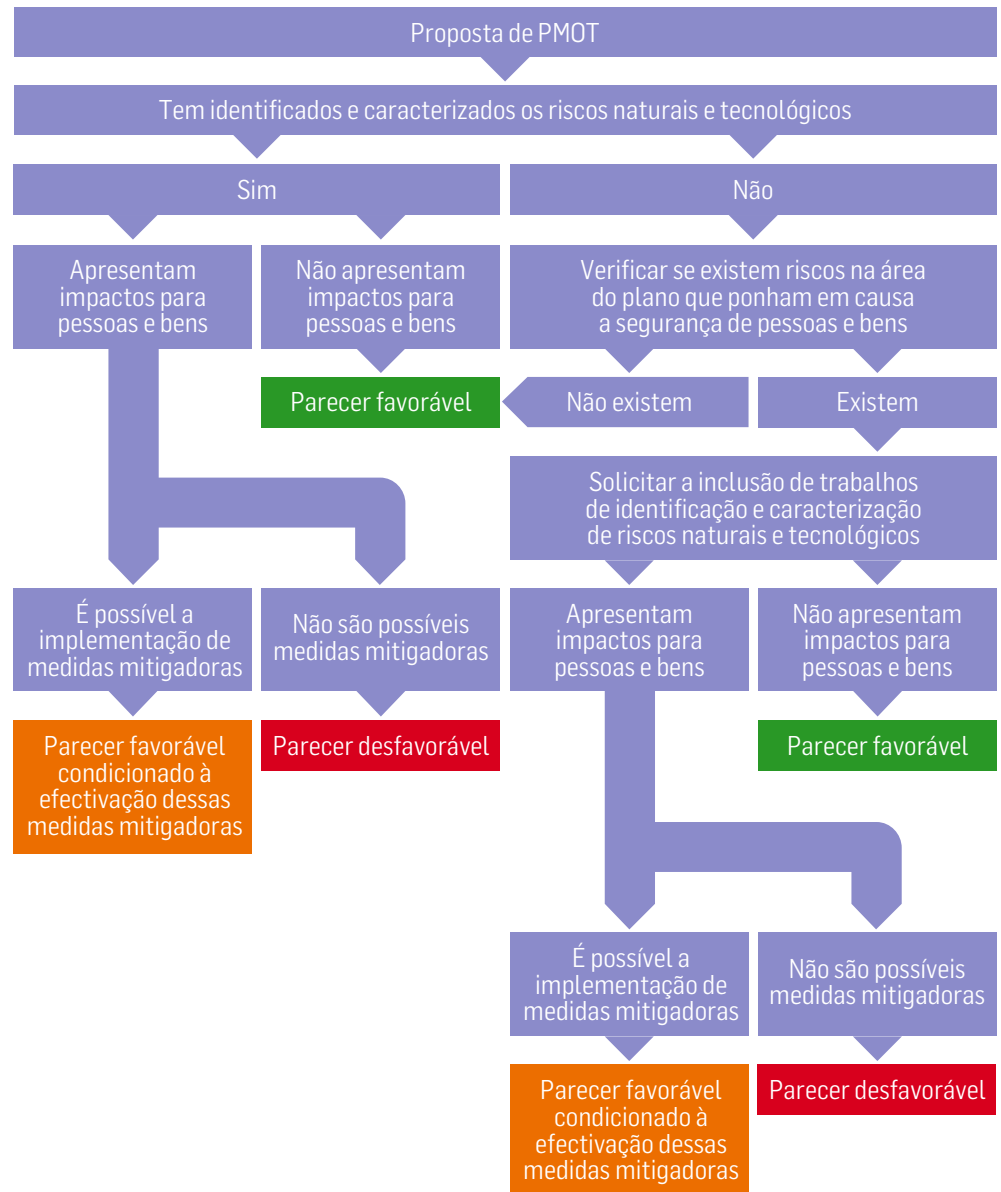 Proposta de PMOT
Tem identificados e caracterizados os riscos naturais e tecnológicos
Sim
Não
Apresentam
impactos para
pessoas e bens
Não apresentam
impactos para
pessoas e bens
Verificar se existem riscos na área
do plano que ponham em causa
a segurança de pessoas e bens
Parecer favorável
Não existem
Existem
Solicitar a inclusão de trabalhos
de identificação e caracterização
de riscos naturais e tecnológicos
É possível a
implementação de
medidas mitigadoras
Não são possíveis
medidas mitigadoras
Apresentam
impactos para
pessoas e bens
Não apresentam
impactos para
pessoas e bens
Parecer favorável
condicionado à
efectivação dessas
medidas mitigadoras
Parecer desfavorável
Parecer favorável
É possível a
implementação de
medidas mitigadoras
Não são possíveis
medidas mitigadoras
Parecer favorável
condicionado à
efectivação dessas
medidas mitigadoras
Parecer desfavorável